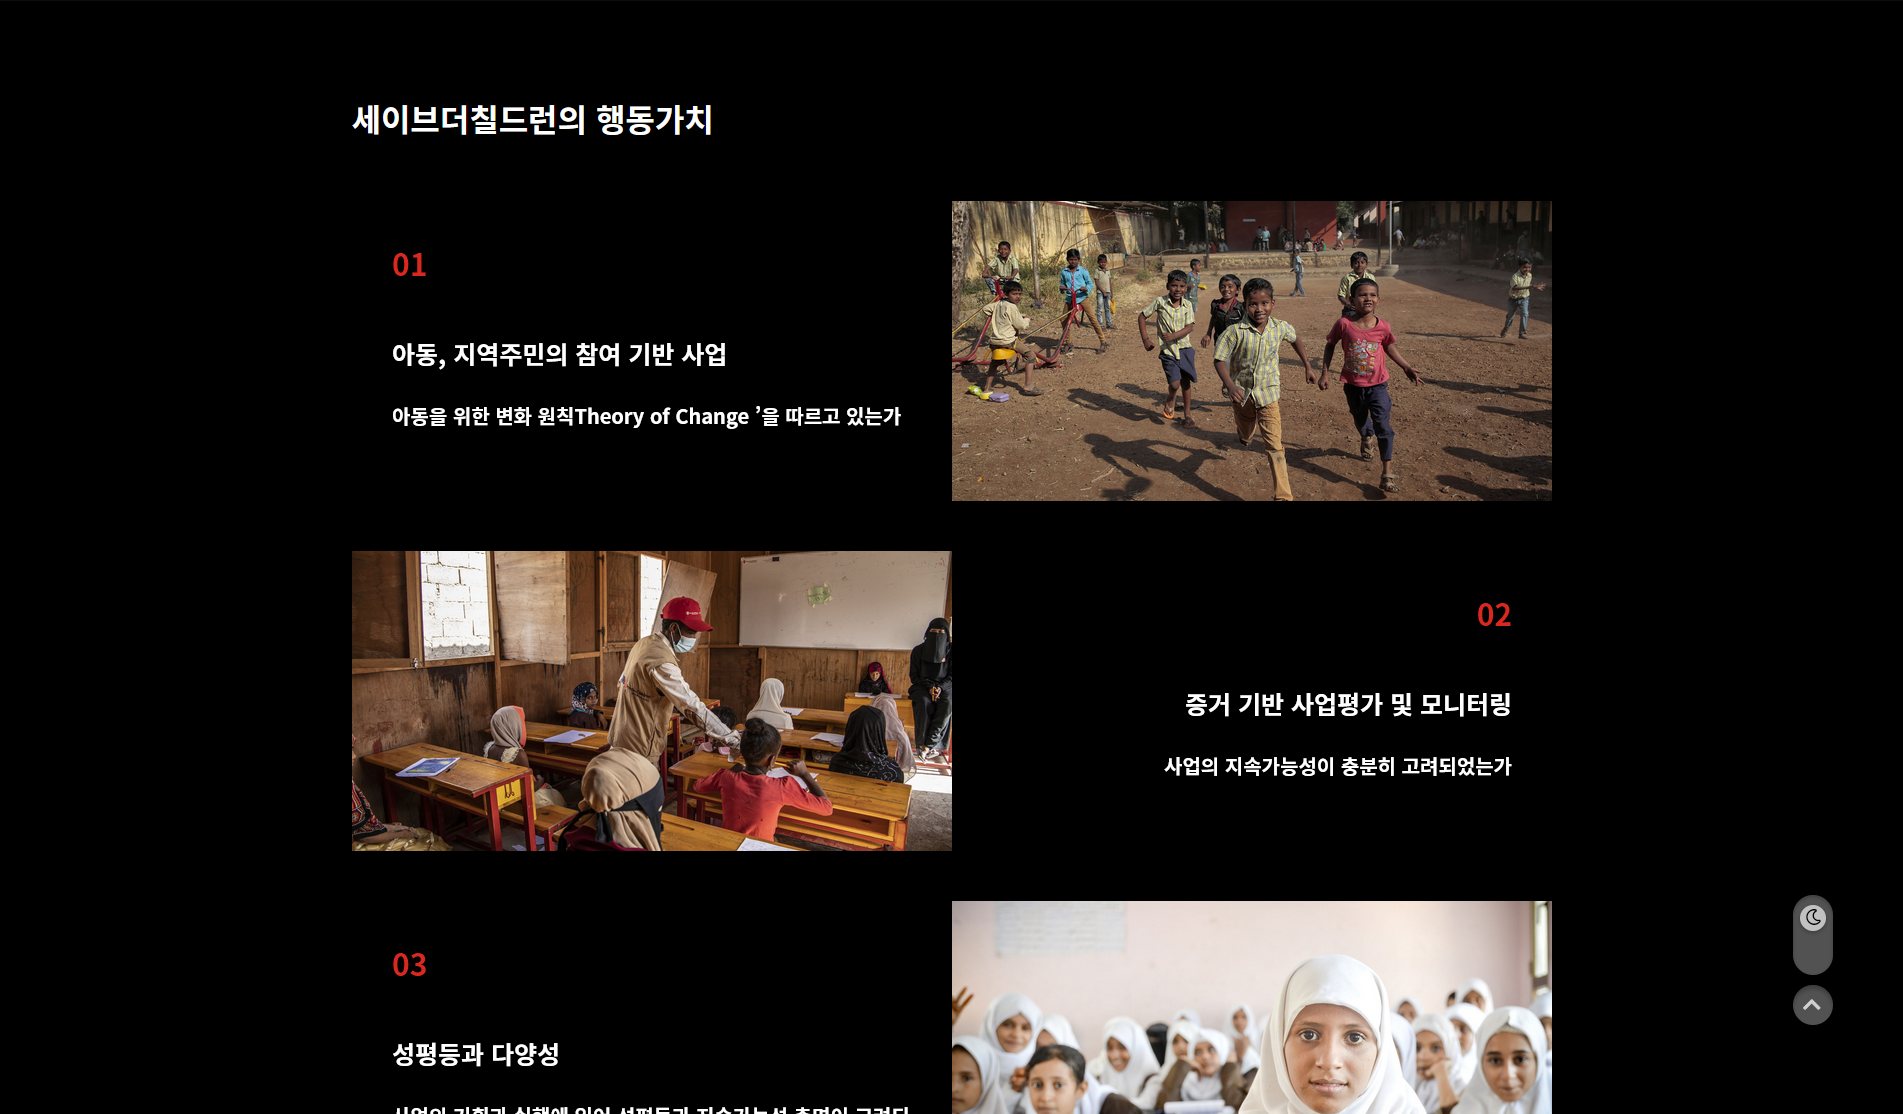 세이브더칠드런의 행동가치
01
아동, 지역주민의 참여 기반 사업
아동을 위한 변화 원칙Theory of Change ’을 따르고 있는가
02
증거 기반 사업평가 및 모니터링
사업의 지속가능성이 충분히 고려되었는가
03
성평등과 다양성